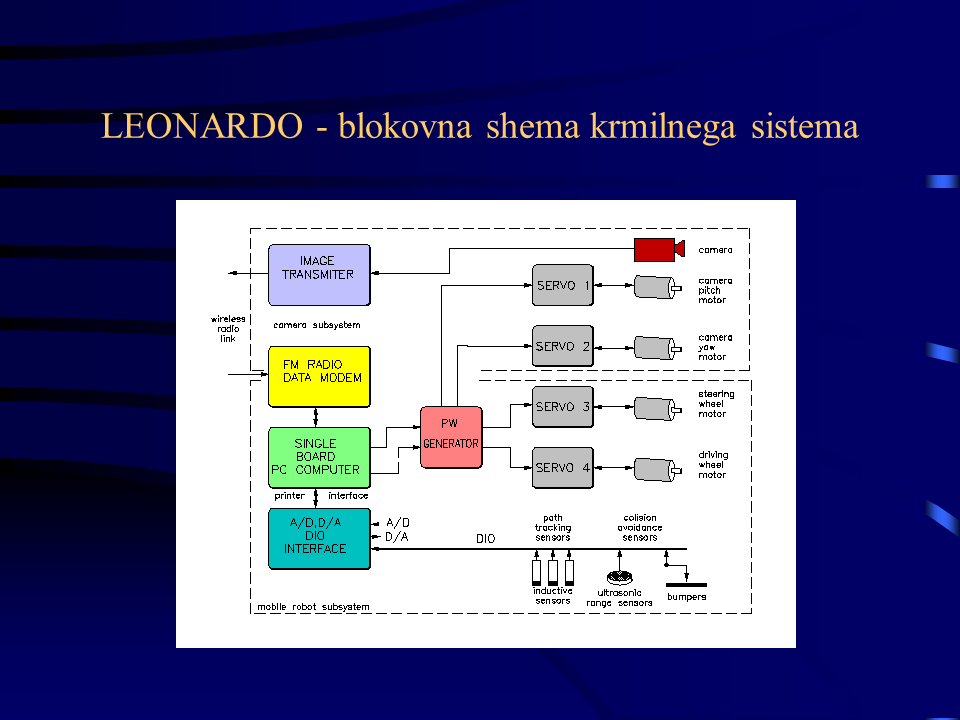 LEONARDO - blokovna shema krmilnega sistema
IMAGE
TRANSMITER
camera
SERVO 1
camera
pitch
motor
wireless
radio
link
camera subsystem
SERVO 2
camera
yaw
motor
FM RADIO
DATA MODEM
SERVO 3
steering
wheel
motor
PW
GENERATOR
SINGLE
BOARD
PC COMPUTER
SERVO 4
driving
wheel
motor
printer interface
A/D,D/A
DIO
INTERFACE
A/D
D/A
DIO
path
tracking
sensors
colision
avoidance
sensors
inductive
sensors
ultrasonic
range sensors
bumpers
mobile robot subsystem